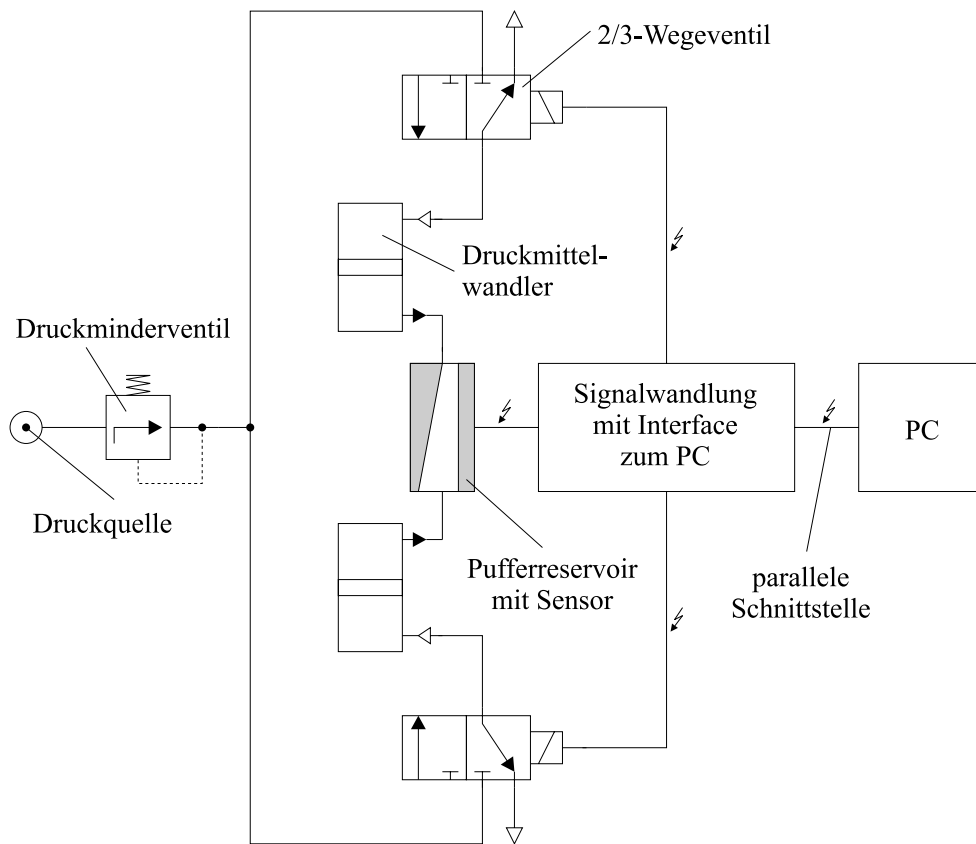 2/3-Wegeventil
Druckmittel-
wandler
Druckminderventil
Signalwandlung
mit Interface
zum PC
PC
Druckquelle
Pufferreservoir
mit Sensor
parallele
Schnittstelle